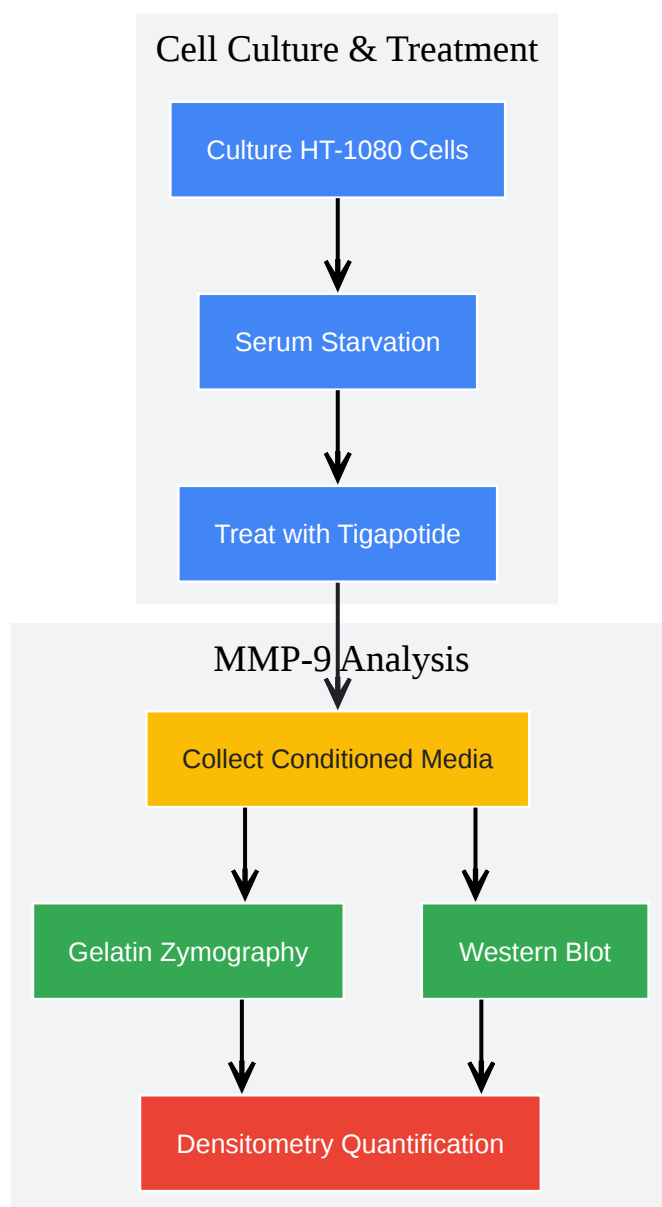 Cell Culture & Treatment
Culture HT-1080 Cells
Serum Starvation
Treat with Tigapotide
MMP-9 Analysis
Collect Conditioned Media
Gelatin Zymography
Western Blot
Densitometry Quantification